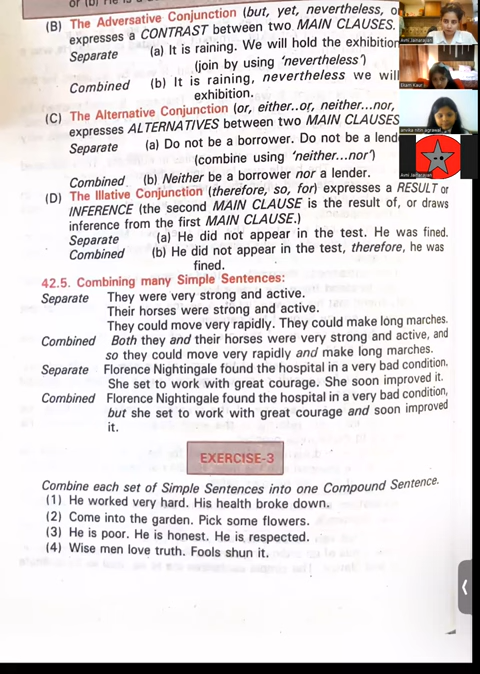 or (b) He is a
(B) The Adversative Conjunction (but, yet, nevertheless, o
expresses a CONTRAST between two MAIN CLAUSES.
Separate (a) It is raining. We will hold the exhibition
(join by using 'nevertheless')
Combined (b) It is raining, nevertheless we will
exhibition.
(C) The Alternative Conjunction (or, either..or, neither...nor,
expresses ALTERNATIVES between two MAIN CLAUSES
Separate (a) Do not be a borrower. Do not be a lende
(combine using 'neither...nor')
Combined (b) Neither be a borrower nor a lender.
(D) The Illative Conjunction (therefore, so, for) expresses a RESULT or
INFERENCE (the second MAIN CLAUSE is the result of, or draws
inference from the first MAIN CLAUSE.)
Separate (a) He did not appear in the test. He was fined.
Combined (b) He did not appear in the test, therefore, he was
fined.
42.5. Combining many Simple Sentences:
Separate They were very strong and active.
Their horses were strong and active.
They could move very rapidly. They could make long marches.
Combined Both they and their horses were very strong and active, and
so they could move very rapidly and make long marches.
Separate Florence Nightingale found the hospital in a very bad condition.
She set to work with great courage. She soon improved it.
Combined Florence Nightingale found the hospital in a very bad condition,
but she set to work with great courage and soon improved
it.
EXERCISE-3
Combine each set of Simple Sentences into one Compound Sentence.
(1) He worked very hard. His health broke down.
(2) Come into the garden. Pick some flowers.
(3) He is poor. He is honest. He is respected.
(4) Wise men love truth. Fools shun it.